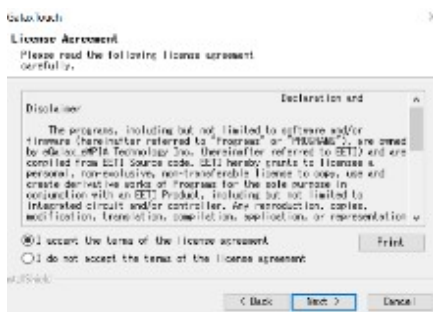 GalaxTouch
License Agreement
Please read the following license agreement
carefully.
Declaration and
Disclaimer
The programs, including but not limited to software and/or
firmware (hereinafter referred to "Programs" or "PROGRAMS"), are owned
by eGalax_eMPIA Technology Inc. (hereinafter referred to EETI) and are
compiled from EETI Source code. EETI hereby grants to licensee a
personal, non-exclusive, non-transferable license to copy, use and
create derivative works of Programs for the sole purpose in
conjunction with an EETI Product, including but not limited to
integrated circuit and/or controller. Any reproduction, copies,
modification, translation, compilation, application, or representation
I accept the terms of the license agreement
Print
I do not accept the terms of the license agreement
InstallShield
< Back
Next >
Cancel